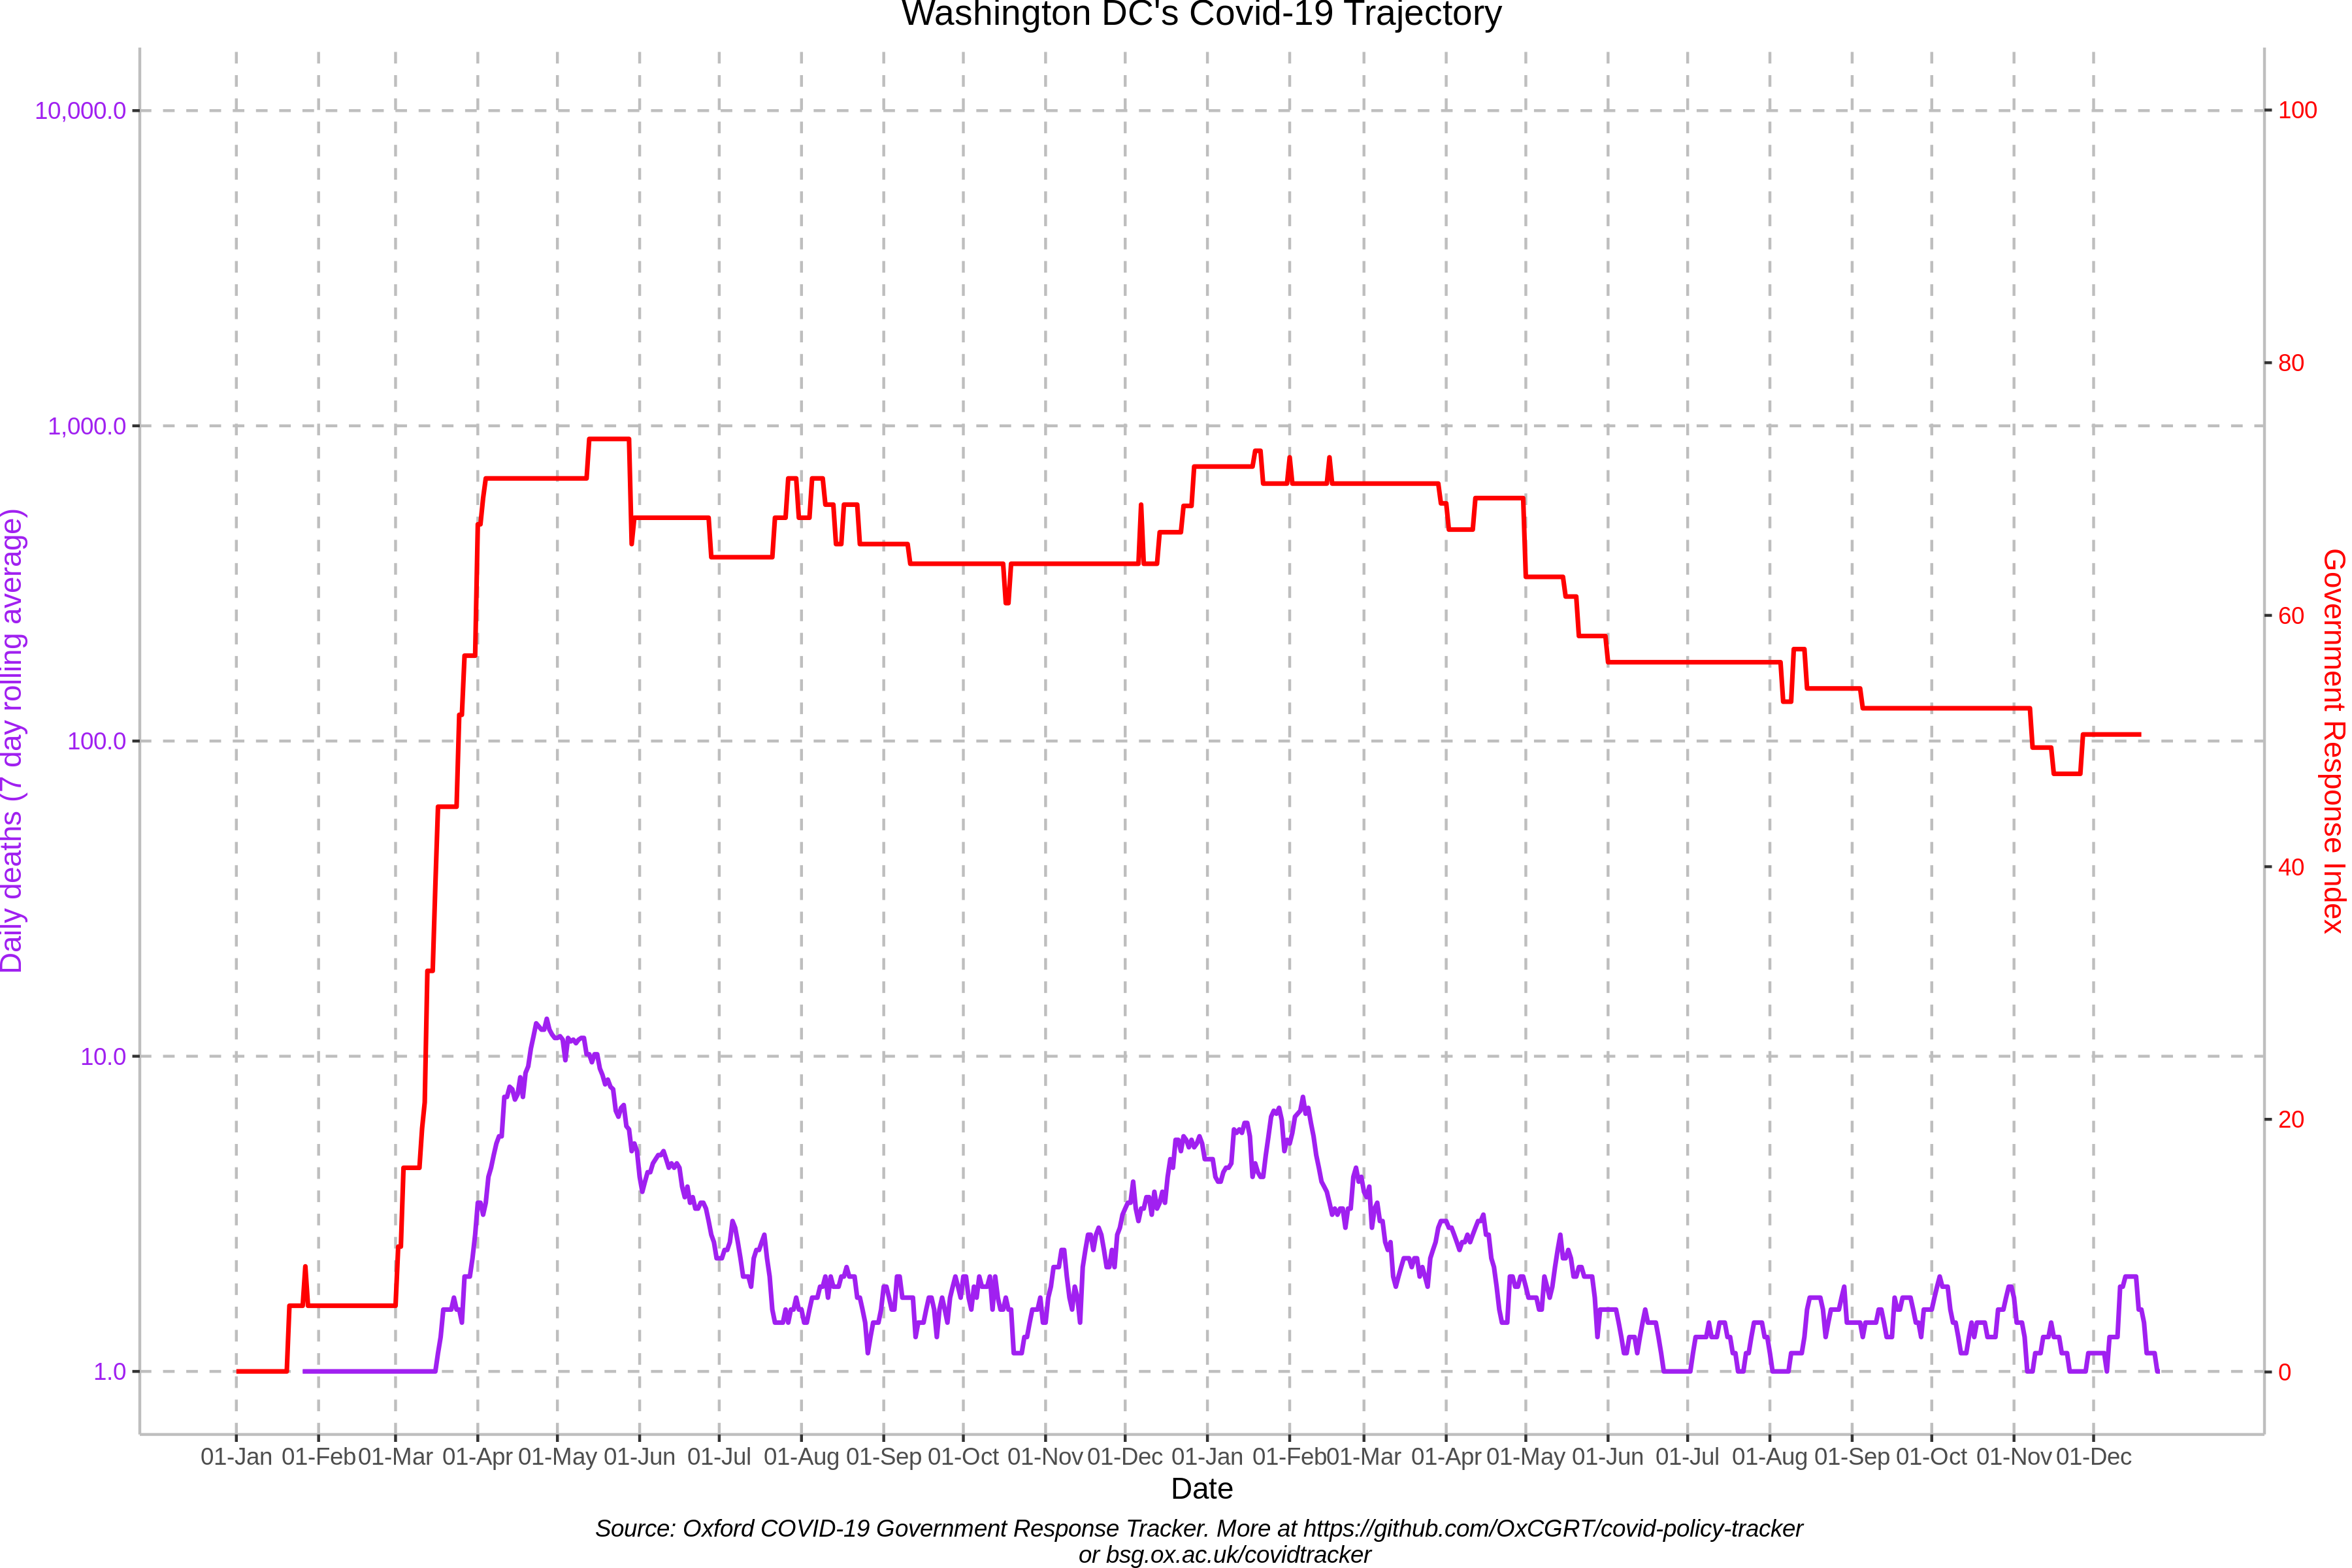 Washington DC's Covid-19 Trajectory
Daily deaths (7 day rolling average)
10,000.0
1,000.0
100.0
10.0
1.0
100
80
60
40
20
0
Government Response Index
01-Jan 01-Feb 01-Mar 01-Apr 01-May 01-Jun 01-Jul 01-Aug 01-Sep 01-Oct 01-Nov 01-Dec 01-Jan 01-Feb 01-Mar 01-Apr 01-May 01-Jun 01-Jul 01-Aug 01-Sep 01-Oct 01-Nov 01-Dec
Date
Source: Oxford COVID-19 Government Response Tracker. More at https://github.com/OxCGRT/covid-policy-tracker
or bsg.ox.ac.uk/covidtracker